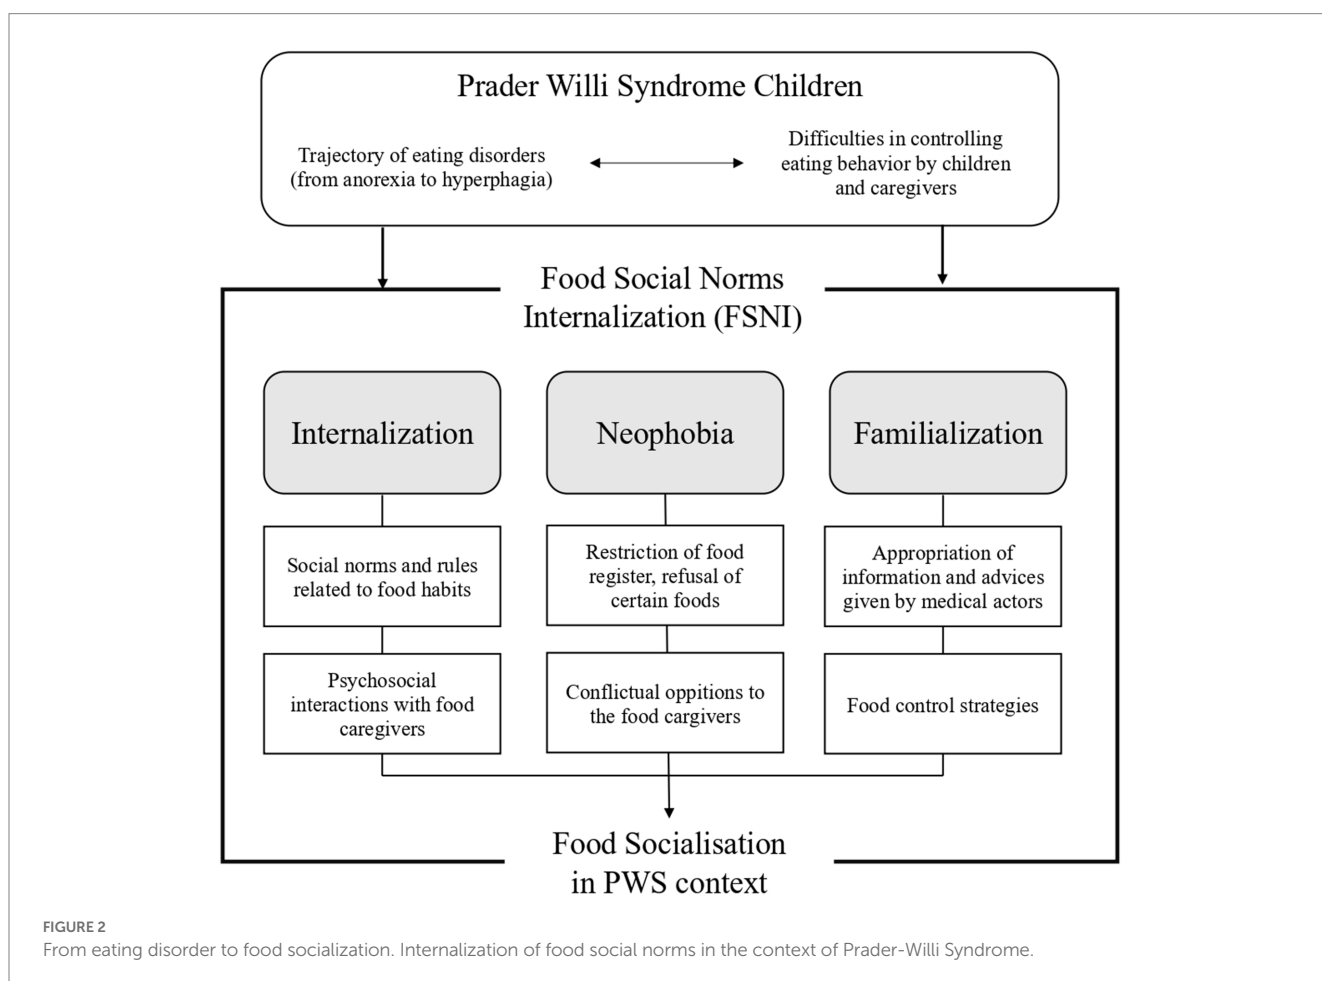 Prader Willi Syndrome Children
Trajectory of eating disorders
(from anorexia to hyperphagia)
Difficulties in controlling
eating behavior by children
and caregivers
Food Social Norms
Internalization (FSNI)
Internalization
Neophobia
Familialization
Social norms and rules
related to food habits
Restriction of food
register, refusal of
certain foods
Appropriation of
information and advices
given by medical actors
Psychosocial
interactions with food
caregivers
Conflictual oppitions to
the food cargivers
Food control strategies
Food Socialisation
in PWS context
FIGURE 2
From eating disorder to food socialization. Internalization of food social norms in the context of Prader-Willi Syndrome.